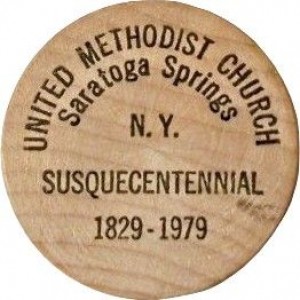 UNITED METHODIST CHURCH
Saratoga Springs
N. Y.
SUSQUECENTENNIAL
1829 - 1979